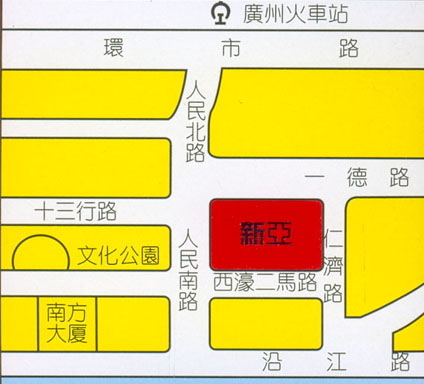 廣州火車站
環市路
人民北路
一德路
十三行路
新亞
仁濟路
文化公園
人民南路
西濠二馬路
南方
大厦
沿江路